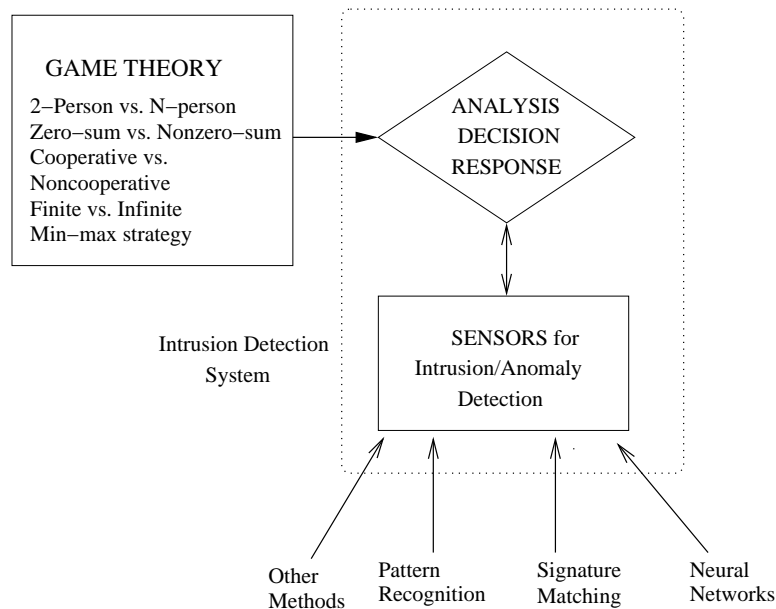 GAME THEORY
2–Person vs. N–person
Zero–sum vs. Nonzero–sum
Cooperative vs.
Noncooperative
Finite vs. Infinite
Min–max strategy
ANALYSIS
DECISION
RESPONSE
Intrusion Detection
System
SENSORS for
Intrusion/Anomaly
Detection
Other
Methods
Pattern
Recognition
Signature
Matching
Neural
Networks